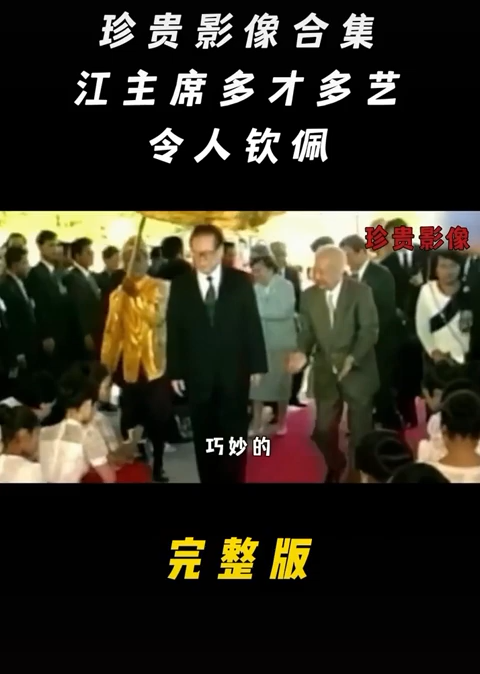 珍贵影像合集
江主席多才多艺
令人钦佩
珍贵影像
巧妙的
完整版